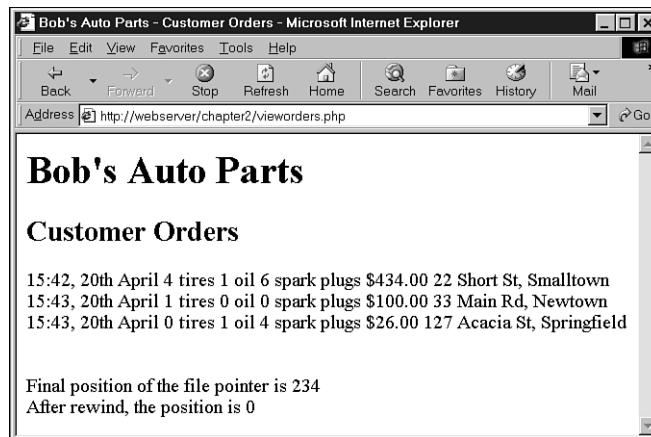 Bob's Auto Parts - Customer Orders - Microsoft Internet Explorer
File Edit View Favorites Tools Help
Back Forward Stop Refresh Home Search Favorites History Mail
Address http://webserver/chapter2/vieworders.php Go
Bob's Auto Parts
Customer Orders
15:42, 20th April 4 tires 1 oil 6 spark plugs $434.00 22 Short St, Smalltown
15:43, 20th April 1 tires 0 oil 0 spark plugs $100.00 33 Main Rd, Newtown
15:43, 20th April 0 tires 1 oil 4 spark plugs $26.00 127 Acacia St, Springfield
Final position of the file pointer is 234
After rewind, the position is 0